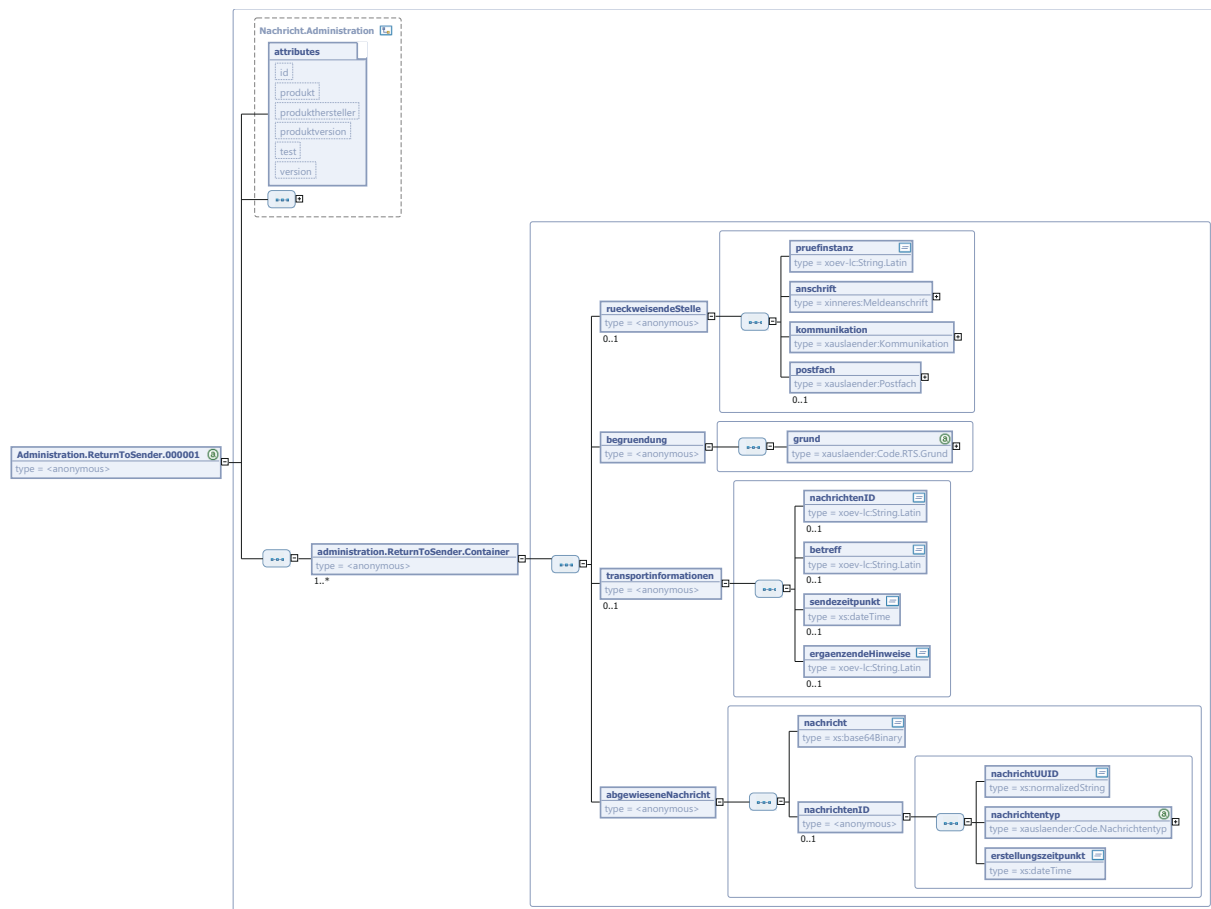 Nachricht.Administration
attributes
id
produkt
produkthersteller
produktversion
test
version
Administration.ReturnToSender.000001
type = <anonymous>
administration.ReturnToSender.Container
type = <anonymous>
1..*
rueckweisendeStelle
type = <anonymous>
0..1
pruefinstanz
type = xoev-lc:String.Latin
anschrift
type = xinneres:Meldeanschrift
kommunikation
type = xauslaender:Kommunikation
postfach
type = xauslaender:Postfach
0..1
begruendung
type = <anonymous>
grund
type = xauslaender:Code.RTS.Grund
transportinformationen
type = <anonymous>
0..1
nachrichtenID
type = xoev-lc:String.Latin
0..1
betreff
type = xoev-lc:String.Latin
0..1
sendezeitpunkt
type = xs:dateTime
0..1
ergaenzendeHinweise
type = xoev-lc:String.Latin
0..1
abgewieseneNachricht
type = <anonymous>
nachricht
type = xs:base64Binary
nachrichtenID
type = <anonymous>
0..1
nachrichtUUID
type = xs:normalizedString
nachrichtentyp
type = xauslaender:Code.Nachrichtentyp
erstellungszeitpunkt
type = xs:dateTime